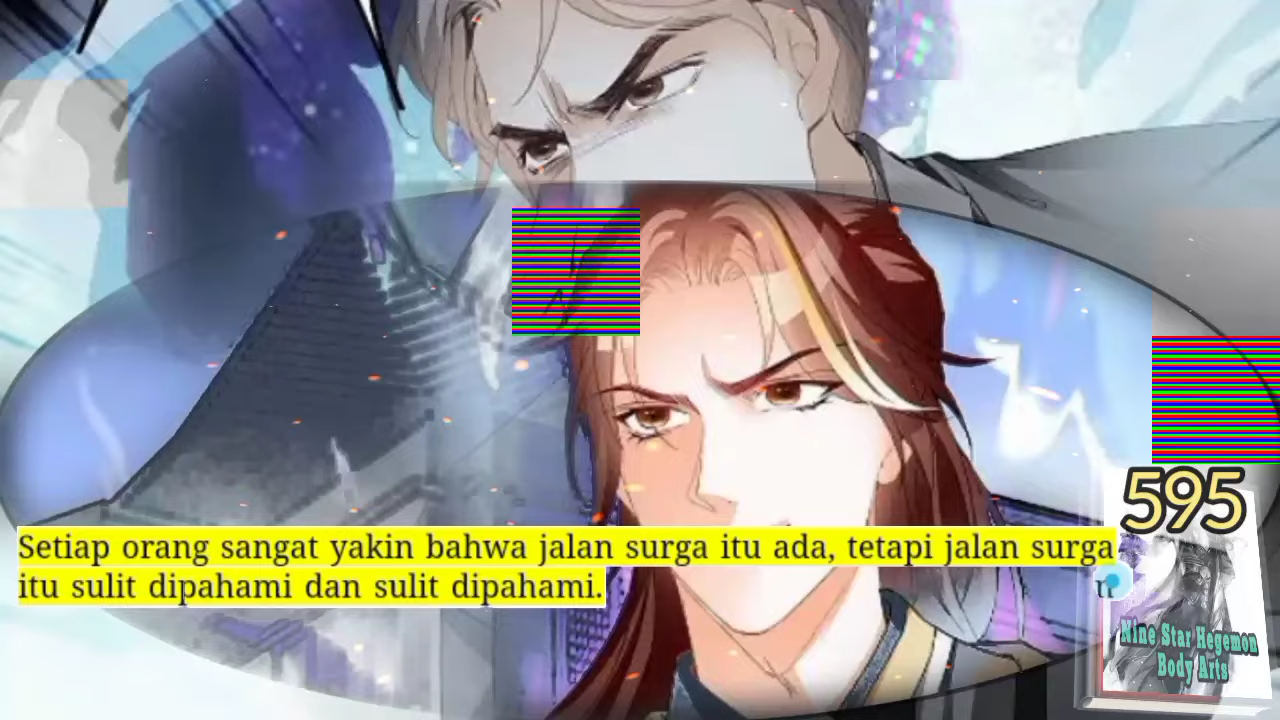 595
Setiap orang sangat yakin bahwa jalan surga itu ada, tetapi jalan surga
itu sulit dipahami dan sulit dipahami.
Nine Star Hegemon
Body Arts